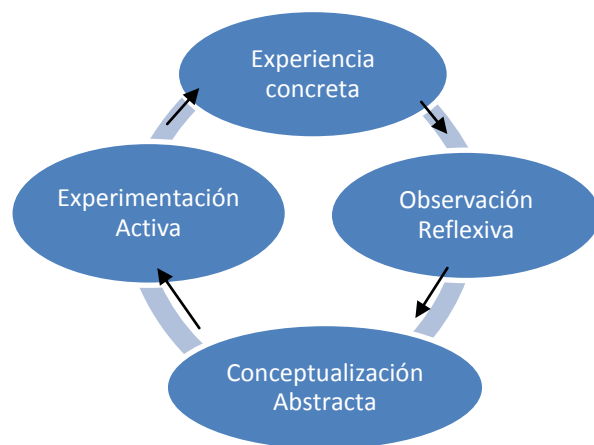 Experiencia
concreta
Experimentación
Activa
Observación
Reflexiva
Conceptualización
Abstracta